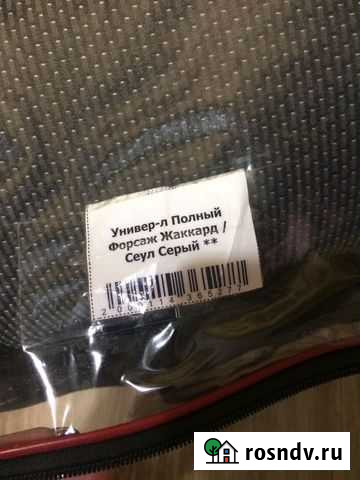 Универ-л Полный
Форсаж Жаккард /
Сеул Серый **
rosndv.ru